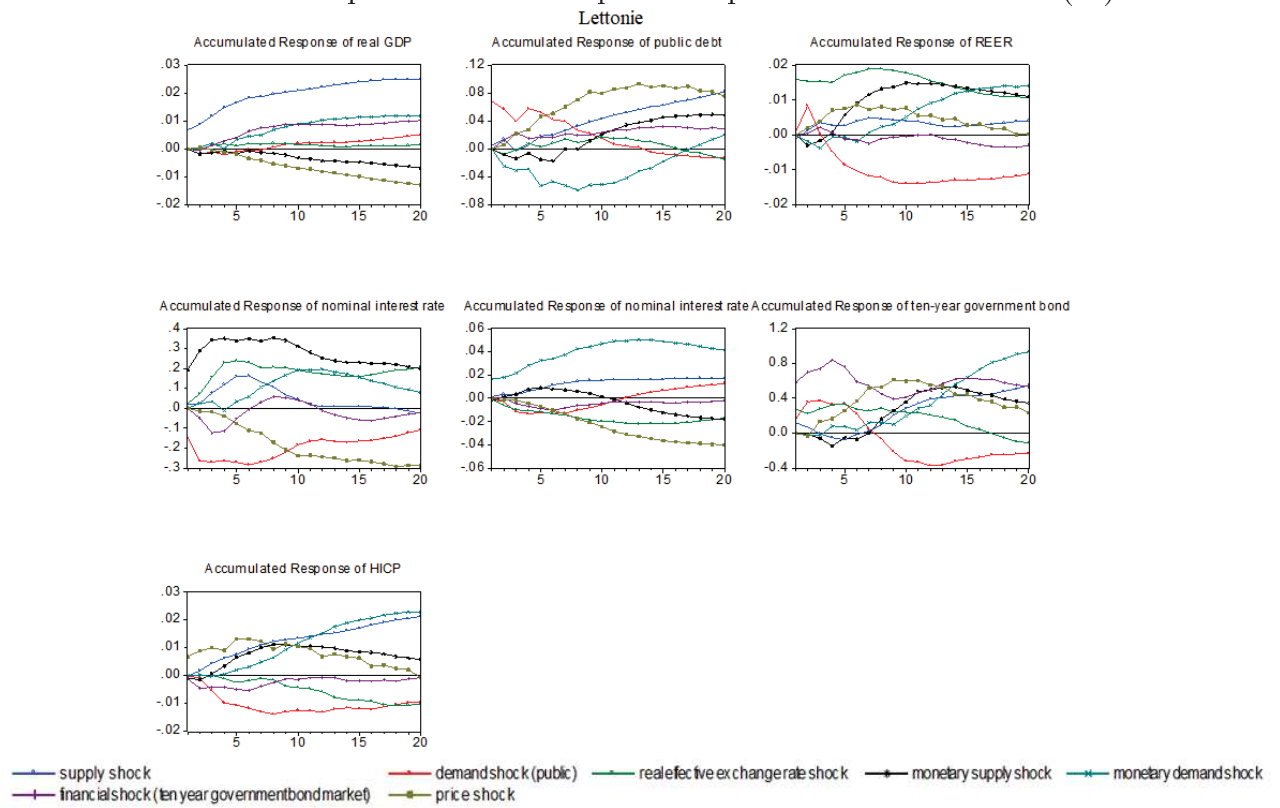 Lettonie
Accumulated Response of real GDP
Accumulated Response of public debt
Accumulated Response of REER
.03
.02
.01
.00
-.01
-.02
5 10 15 20
.12
.08
.04
.00
-.04
-.08
5 10 15 20
.02
.01
.00
-.01
-.02
5 10 15 20
Accumulated Response of nominal interest rate
Accumulated Response of nominal interest rate
Accumulated Response of ten-year government bond
.4
.3
.2
.1
.0
-.1
-.2
-.3
5 10 15 20
.06
.04
.02
.00
-.02
-.04
-.06
5 10 15 20
1.2
0.8
0.4
0.0
-0.4
5 10 15 20
Accumulated Response of HICP
.03
.02
.01
.00
-.01
-.02
5 10 15 20
supply shock
demand shock (public)
real efective exchange rate shock
monetary supply shock
monetary demand shock
financial shock (ten year government bond market)
price shock